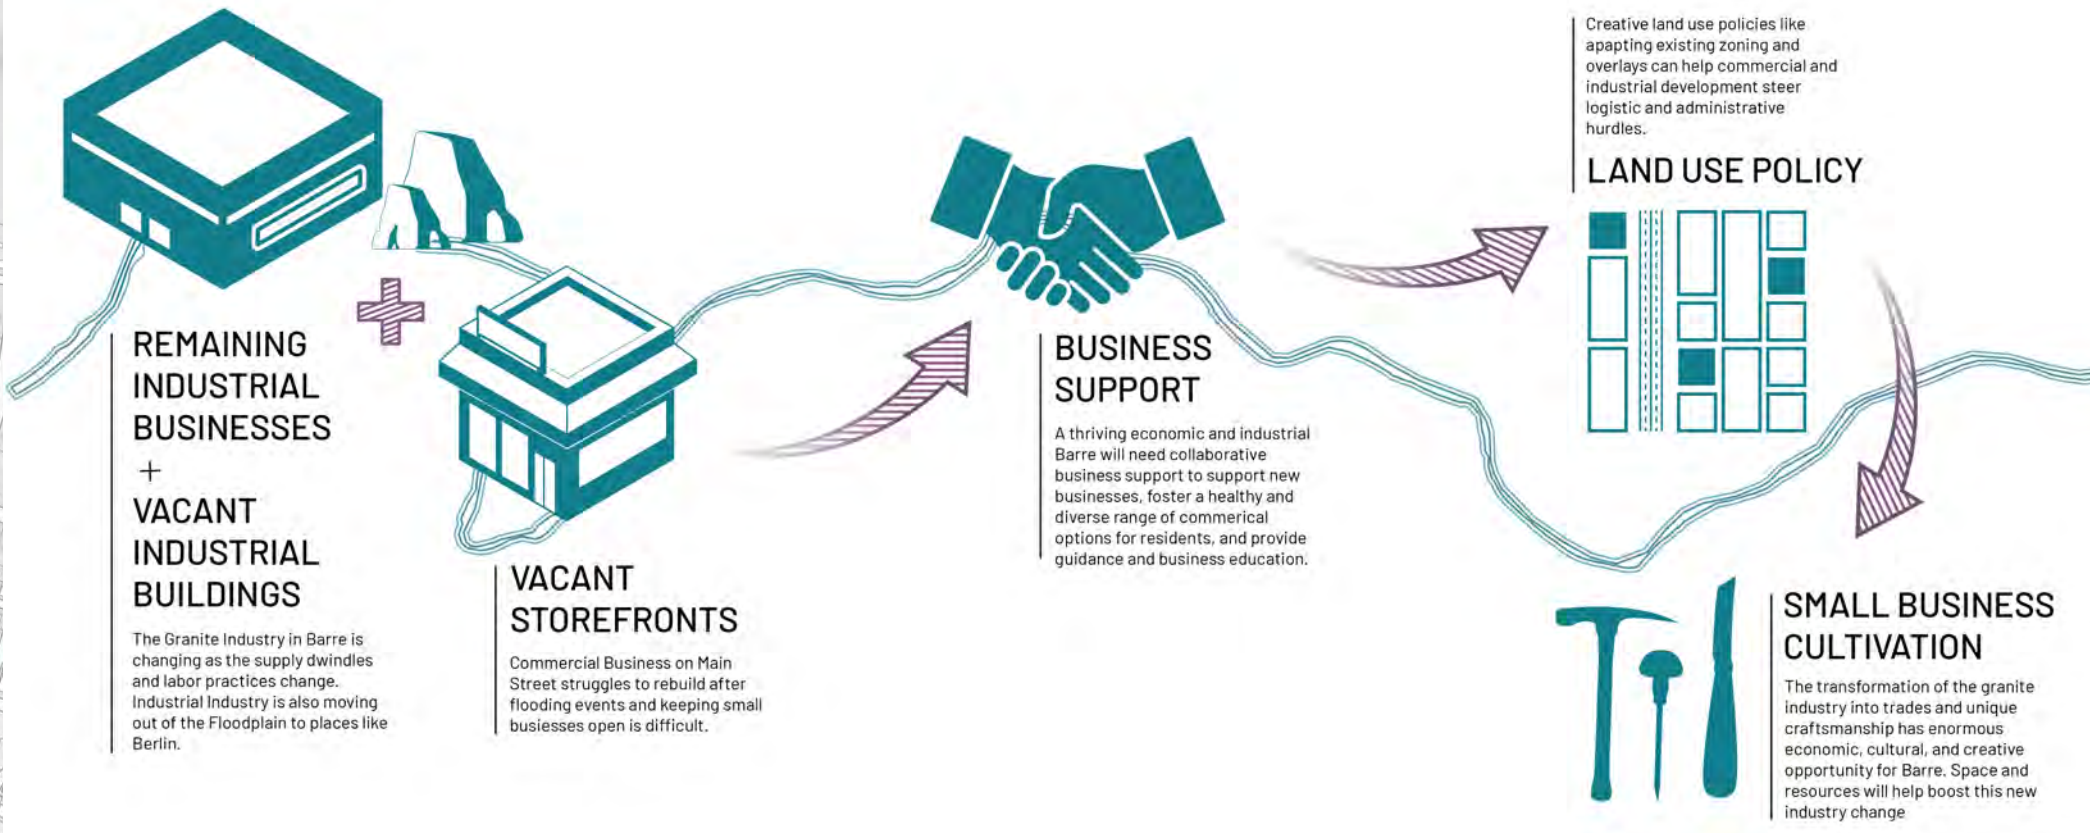 REMAINING
INDUSTRIAL
BUSINESSES
+
VACANT
INDUSTRIAL
BUILDINGS
The Granite Industry in Barre is
changing as the supply dwindles
and labor practices change.
Industrial Industry is also moving
out of the Floodplain to places like
Berlin.
VACANT
STOREFRONTS
Commercial Business on Main
Street struggles to rebuild after
flooding events and keeping small
busiesses open is difficult.
BUSINESS
SUPPORT
A thriving economic and industrial
Barre will need collaborative
business support to support new
businesses, foster a healthy and
diverse range of commerical
options for residents, and provide
guidance and business education.
Creative land use policies like
apapting existing zoning and
overlays can help commercial and
industrial development steer
logistic and administrative
hurdles.
LAND USE POLICY
SMALL BUSINESS
CULTIVATION
The transformation of the granite
industry into trades and unique
craftsmanship has enormous
economic, cultural, and creative
opportunity for Barre. Space and
resources will help boost this new
industry change